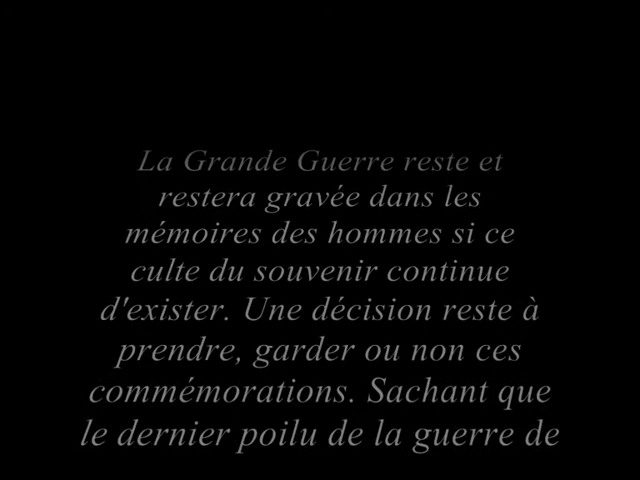 La Grande Guerre reste et
restera gravée dans les
mémoires des hommes si ce
culte du souvenir continue
d'exister. Une décision reste à
prendre, garder ou non ces
commémorations. Sachant que
le dernier poilu de la guerre de